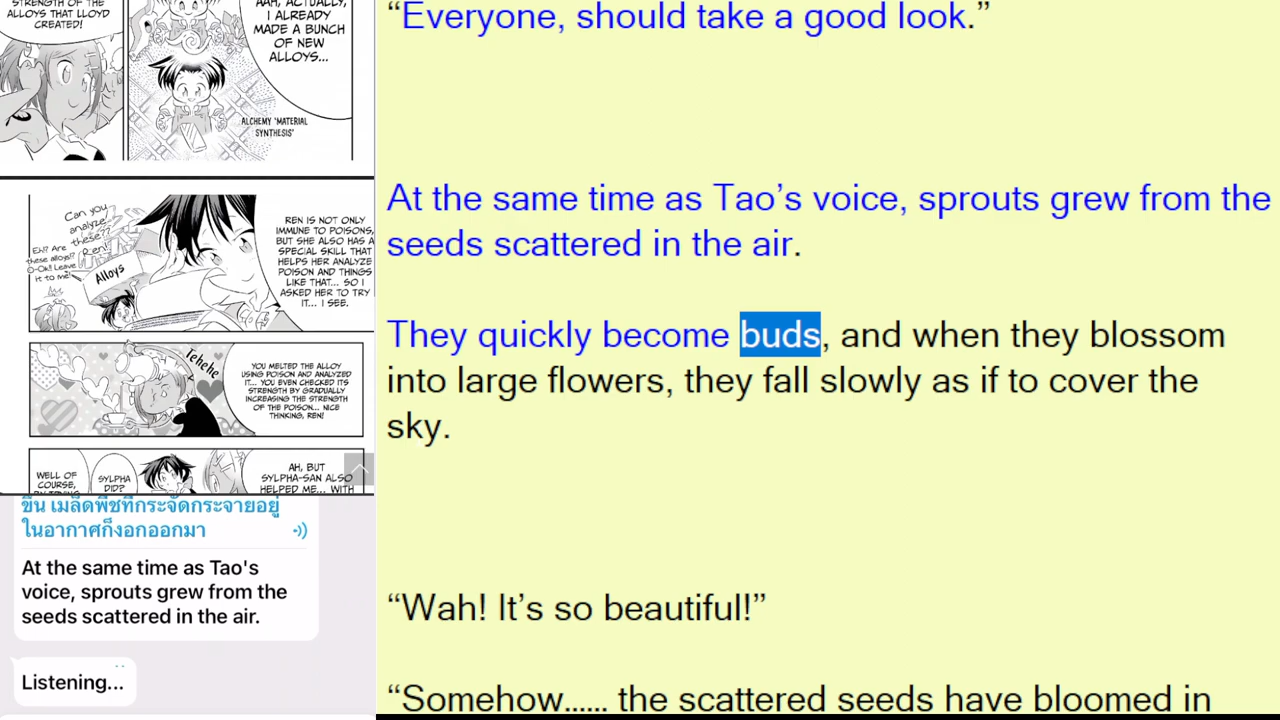 STRENGTH OF THE
ALLOYS THAT LLOYD
CREATED!
AAH, ACTUALLY,
I ALREADY
MADE A BUNCH
OF NEW
ALLOYS...
ALCHEMY "MATERIAL
SYNTHESIS"
Can you
analyze
these??
Ren!
Eh? Are
these alloys?
O-Ok!! Leave
it to me!
Alloys
REN IS NOT ONLY
IMMUNE TO POISONS,
BUT SHE ALSO HAS A
SPECIAL SKILL THAT
HELPS HER ANALYZE
POISON AND THINGS
LIKE THAT... SO I
ASKED HER TO TRY
IT... I SEE.
Tehehe
YOU MELTED THE ALLOY
USING POISON AND ANALYZED
IT... YOU EVEN CHECKED ITS
STRENGTH BY GRADUALLY
INCREASING THE STRENGTH
OF THE POISON... NICE
THINKING, REN!
WELL OF
COURSE,
SYLPHA
DID?
AH, BUT
SYLPHA-SAN ALSO
HELPED ME... WITH
ขึ้น เมล็ดพืชที่กระจัดกระจายอยู่
ในอากาศก็งอกออกมา
At the same time as Tao's
voice, sprouts grew from the
seeds scattered in the air.
Listening...
“Everyone, should take a good look.”
At the same time as Tao’s voice, sprouts grew from the
seeds scattered in the air.
They quickly become buds, and when they blossom
into large flowers, they fall slowly as if to cover the
sky.
“Wah! It’s so beautiful!”
“Somehow...... the scattered seeds have bloomed in